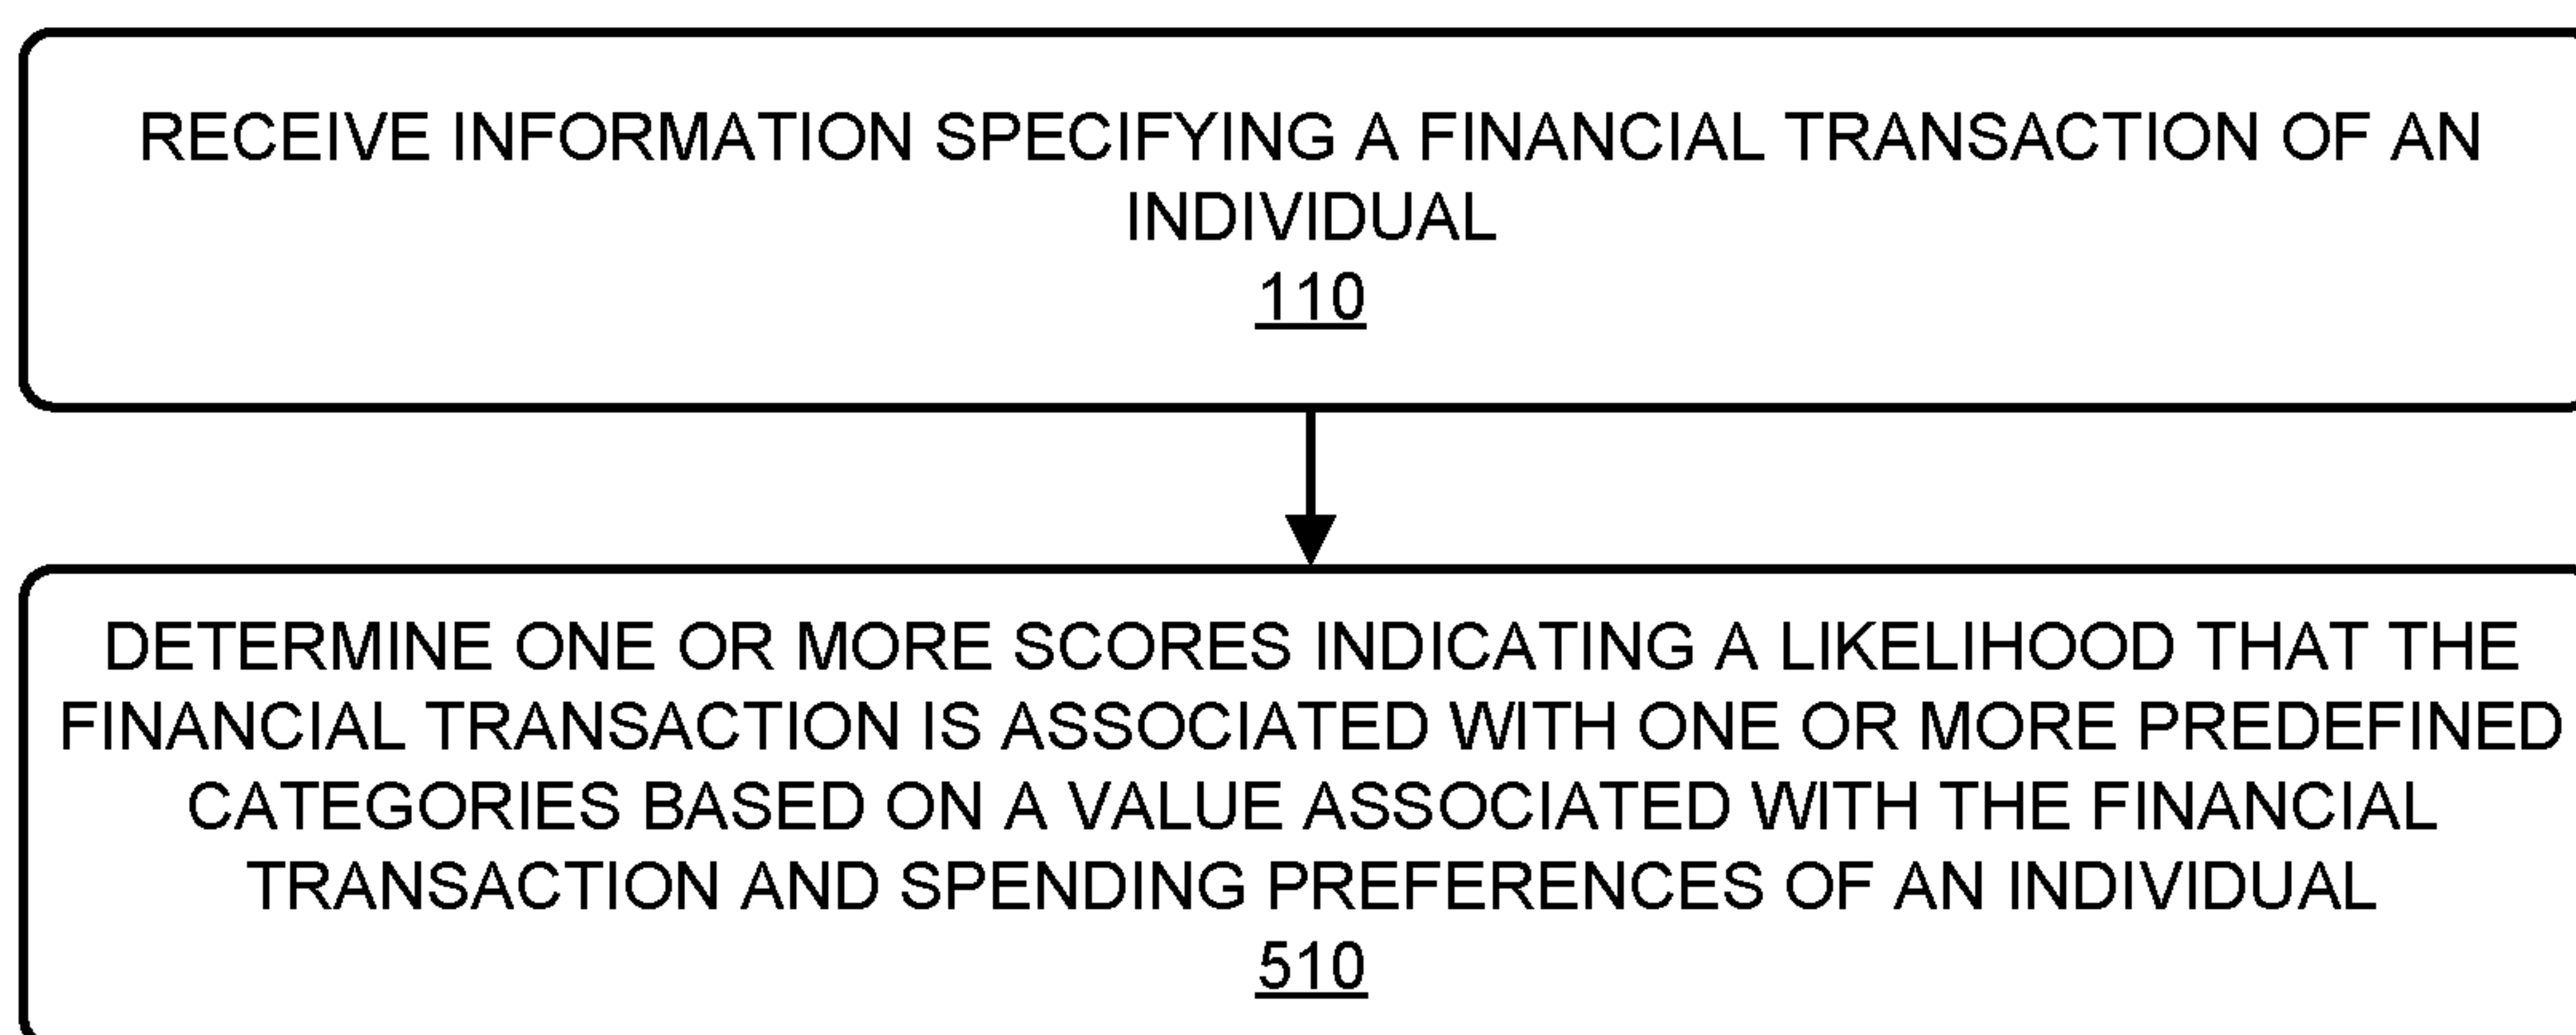 RECEIVE INFORMATION SPECIFYING A FINANCIAL TRANSACTION OF AN
INDIVIDUAL
110
DETERMINE ONE OR MORE SCORES INDICATING A LIKELIHOOD THAT THE
FINANCIAL TRANSACTION IS ASSOCIATED WITH ONE OR MORE PREDEFINED
CATEGORIES BASED ON A VALUE ASSOCIATED WITH THE FINANCIAL
TRANSACTION AND SPENDING PREFERENCES OF AN INDIVIDUAL
510